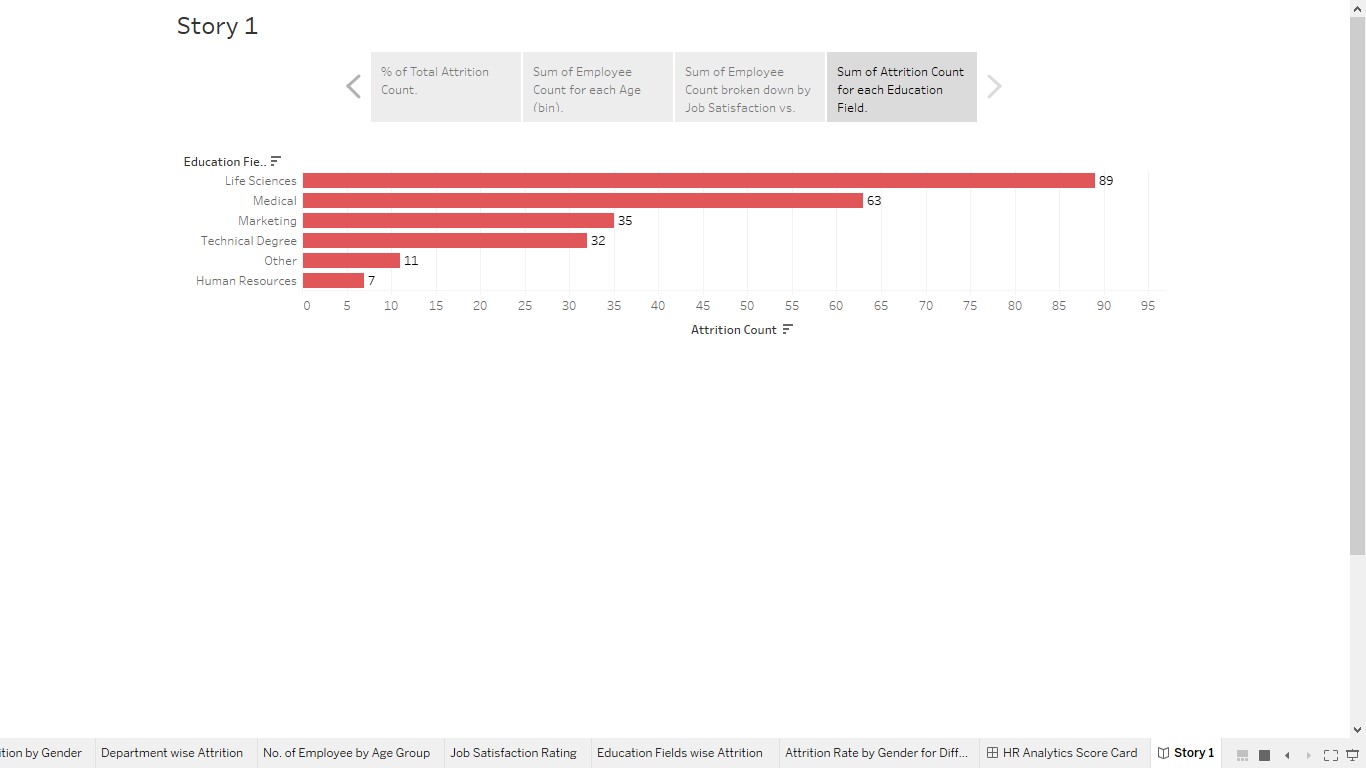 Story 1
% of Total Attrition
Count.
Sum of Employee
Count for each Age
(bin).
Sum of Employee
Count broken down by
Job Satisfaction vs.
Sum of Attrition Count
for each Education
Field.
Education Fie..
Life Sciences 89
Medical 63
Marketing 35
Technical Degree 32
Other 11
Human Resources 7
0 5 10 15 20 25 30 35 40 45 50 55 60 65 70 75 80 85 90 95
Attrition Count
ition by Gender Department wise Attrition No. of Employee by Age Group Job Satisfaction Rating Education Fields wise Attrition Attrition Rate by Gender for Diff... HR Analytics Score Card Story 1